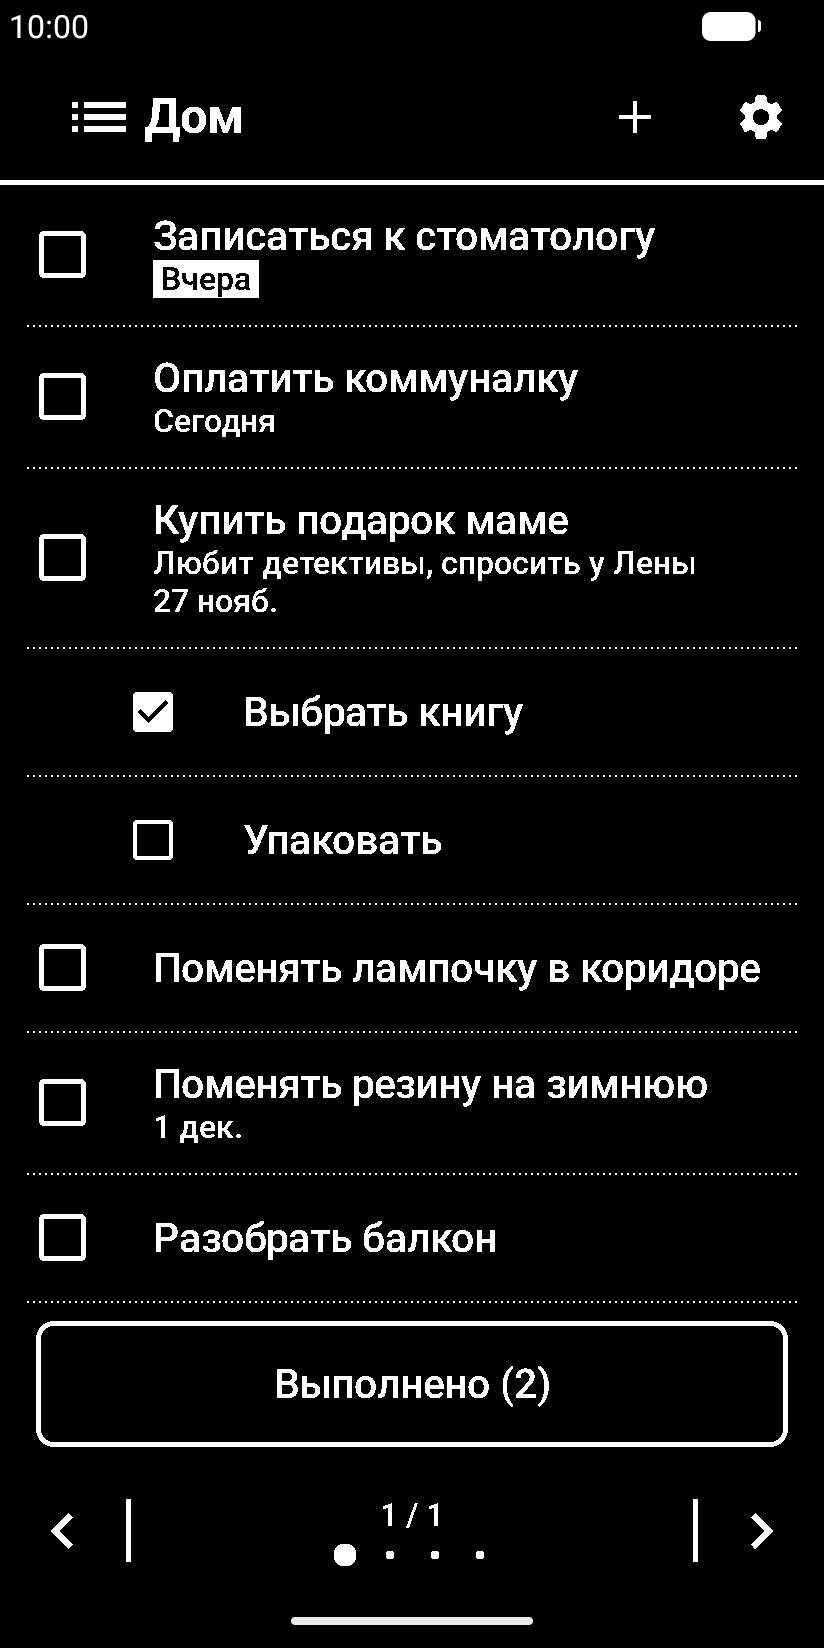 10:00
Дом
Записаться к стоматологу
Вчера
Оплатить коммуналку
Сегодня
Купить подарок маме
Любит детективы, спросить у Лены
27 нояб.
Выбрать книгу
Упаковать
Поменять лампочку в коридоре
Поменять резину на зимнюю
1 дек.
Разобрать балкон
Выполнено (2)
1 / 1